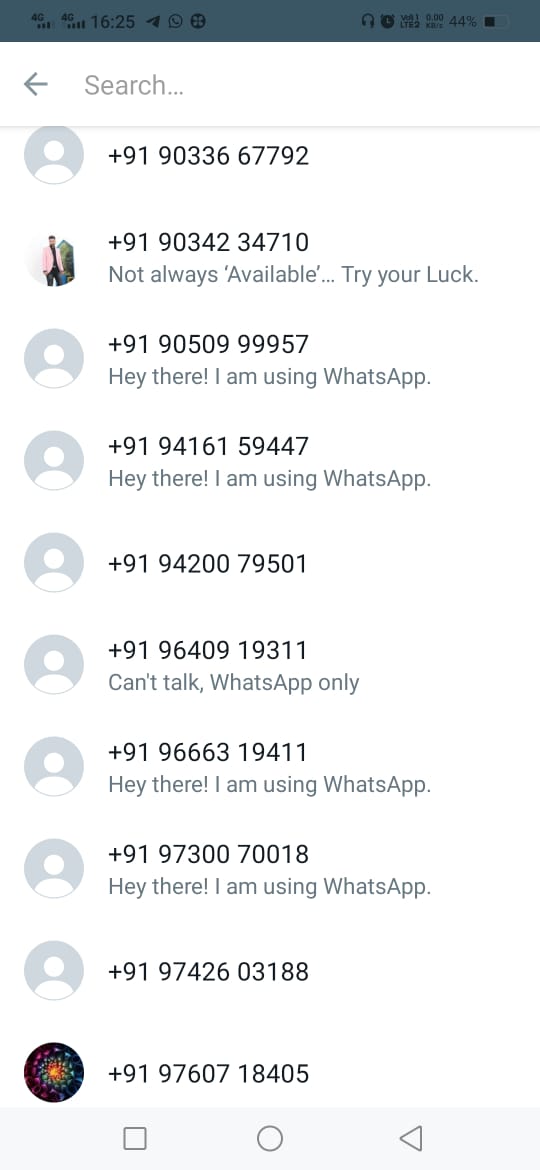 4G 4G 16:25 Vo1) LTE2 0.00 KB/s 44%
Search...
+91 90336 67792
+91 90342 34710
Not always ‘Available’... Try your Luck.
+91 90509 99957
Hey there! I am using WhatsApp.
+91 94161 59447
Hey there! I am using WhatsApp.
+91 94200 79501
+91 96409 19311
Can't talk, WhatsApp only
+91 96663 19411
Hey there! I am using WhatsApp.
+91 97300 70018
Hey there! I am using WhatsApp.
+91 97426 03188
+91 97607 18405